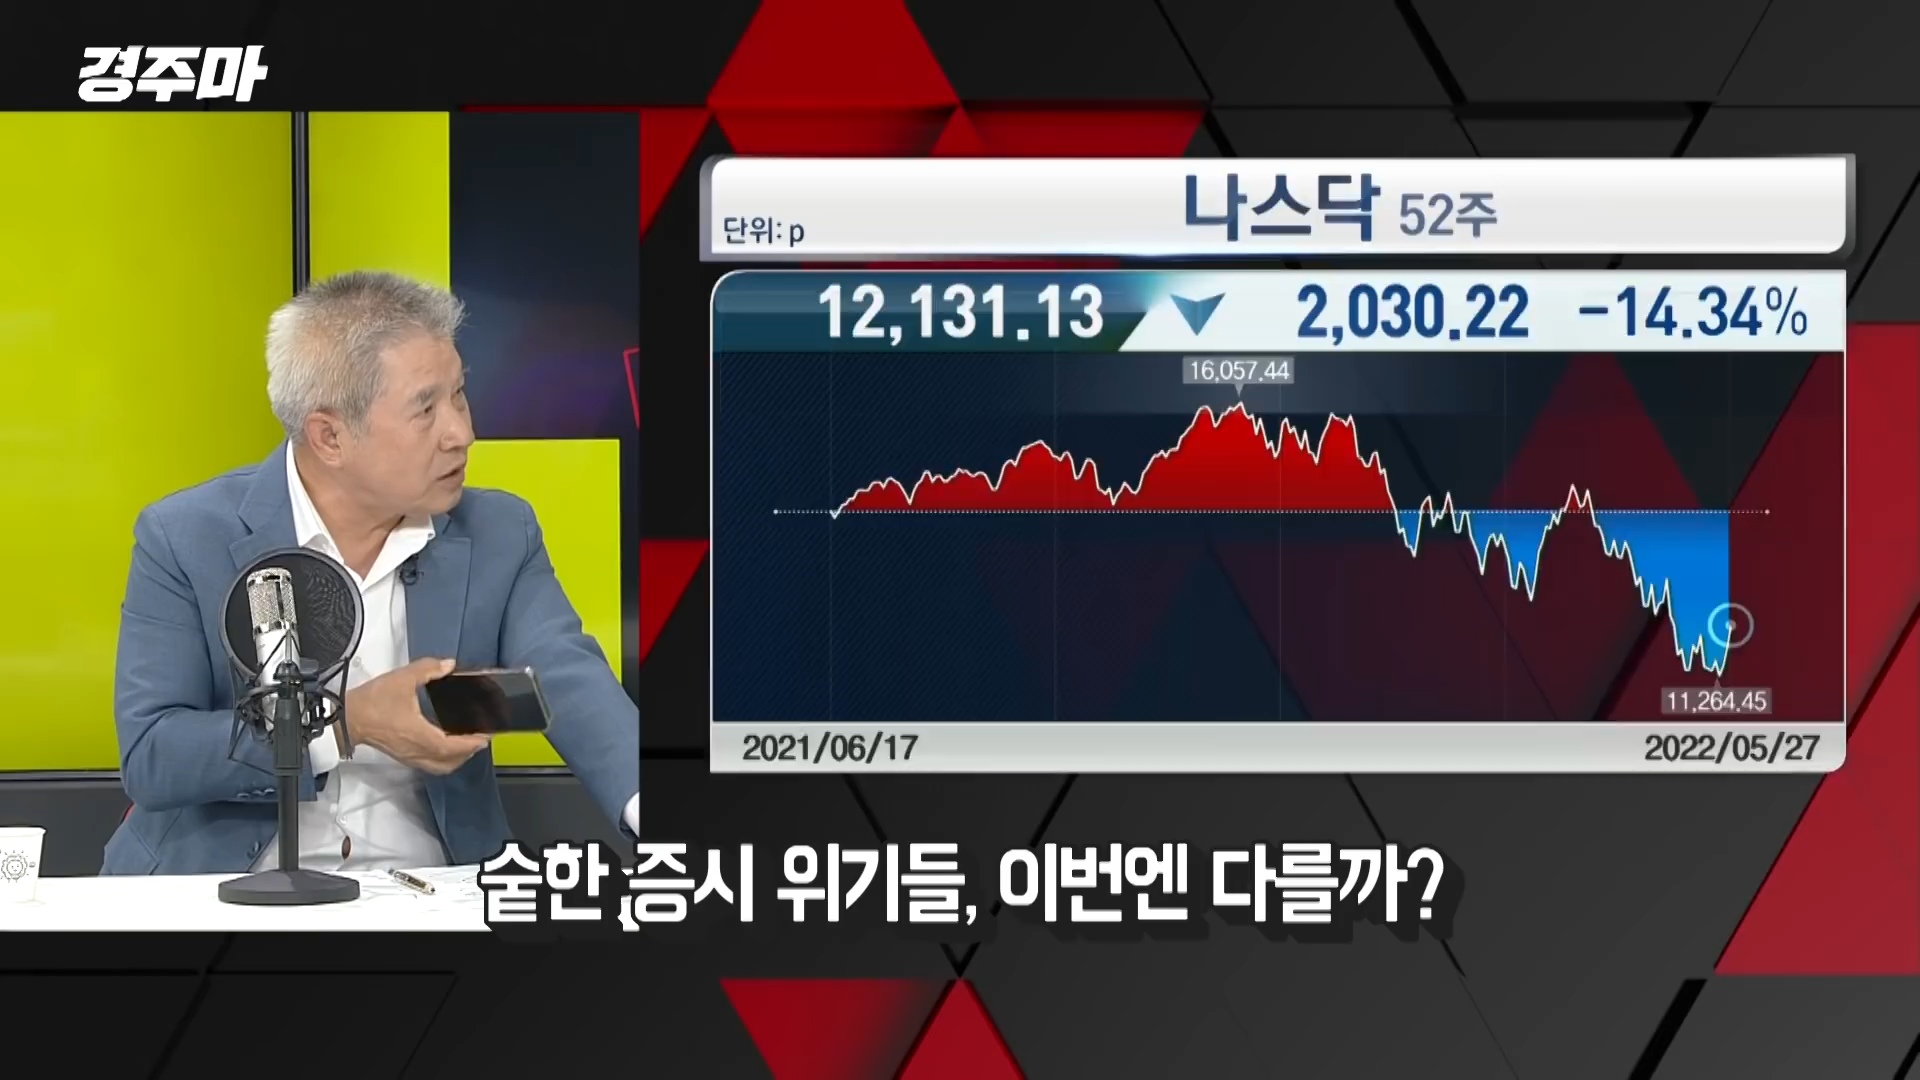 경주마
나스닥 52주
단위: p
12,131.13 2,030.22 -14.34%
16,057.44
11,264.45
2021/06/17 2022/05/27
숱한 증시 위기들, 이번엔 다를까?